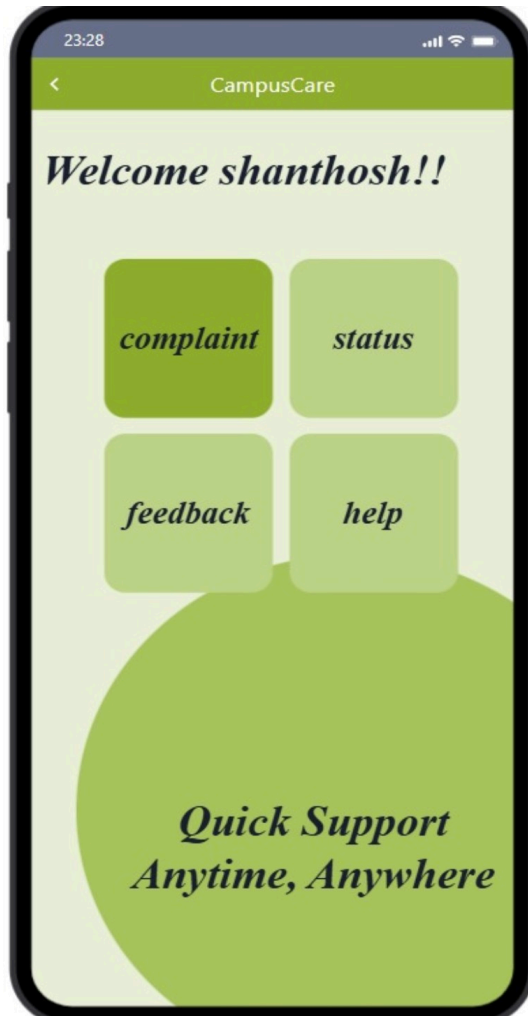 23:28
CampusCare
Welcome shanthosh!!
complaint status
feedback help
Quick Support
Anytime, Anywhere